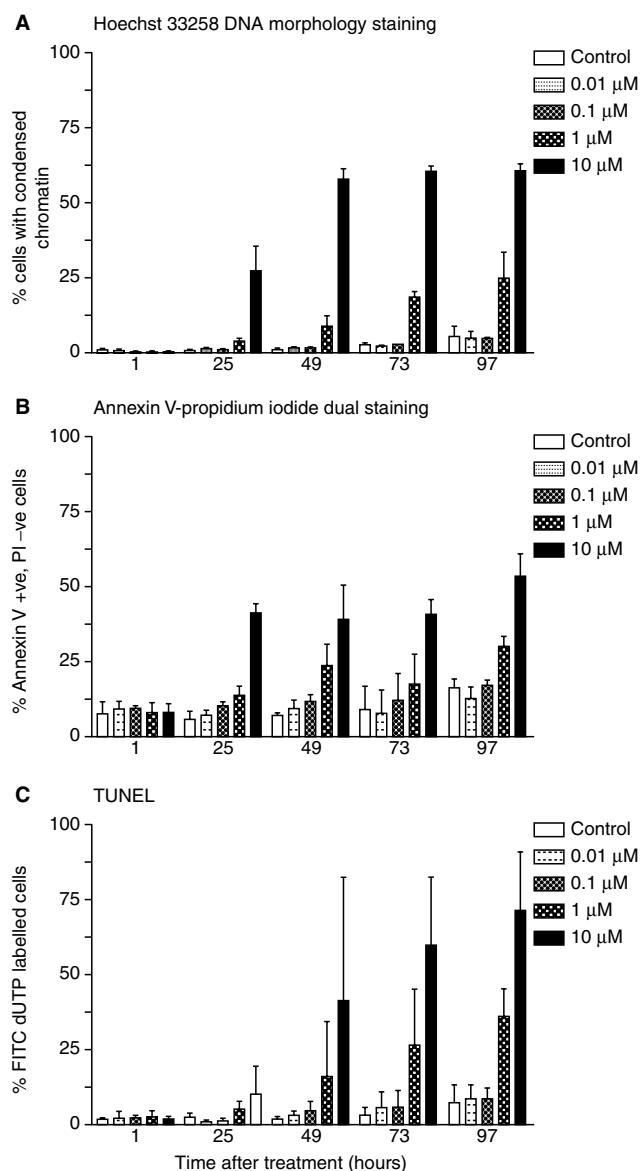 A Hoechst 33258 DNA morphology staining
% cells with condensed
chromatin
100
75
50
25
0
1 25 49 73 97
Control
0.01 μM
0.1 μM
1 μM
10 μM
B Annexin V-propidium iodide dual staining
% Annexin V +ve, PI –ve cells
100
75
50
25
0
1 25 49 73 97
Control
0.01 μM
0.1 μM
1 μM
10 μM
C TUNEL
% FITC dUTP labelled cells
100
75
50
25
0
1 25 49 73 97
Time after treatment (hours)
Control
0.01 μM
0.1 μM
1 μM
10 μM